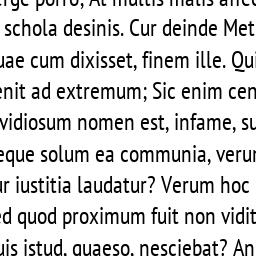 erge porro, Al multis malis affec
schola desinis. Cur deinde Met
uae cum dixisset, finem ille. Qui
enit ad extremum; Sic enim cen
vidiosum nomen est, infame, su
eque solum ea communia, verun
ur iustitia laudatur? Verum hoc
ed quod proximum fuit non vidit
uis istud, quaeso, nesciebat? An